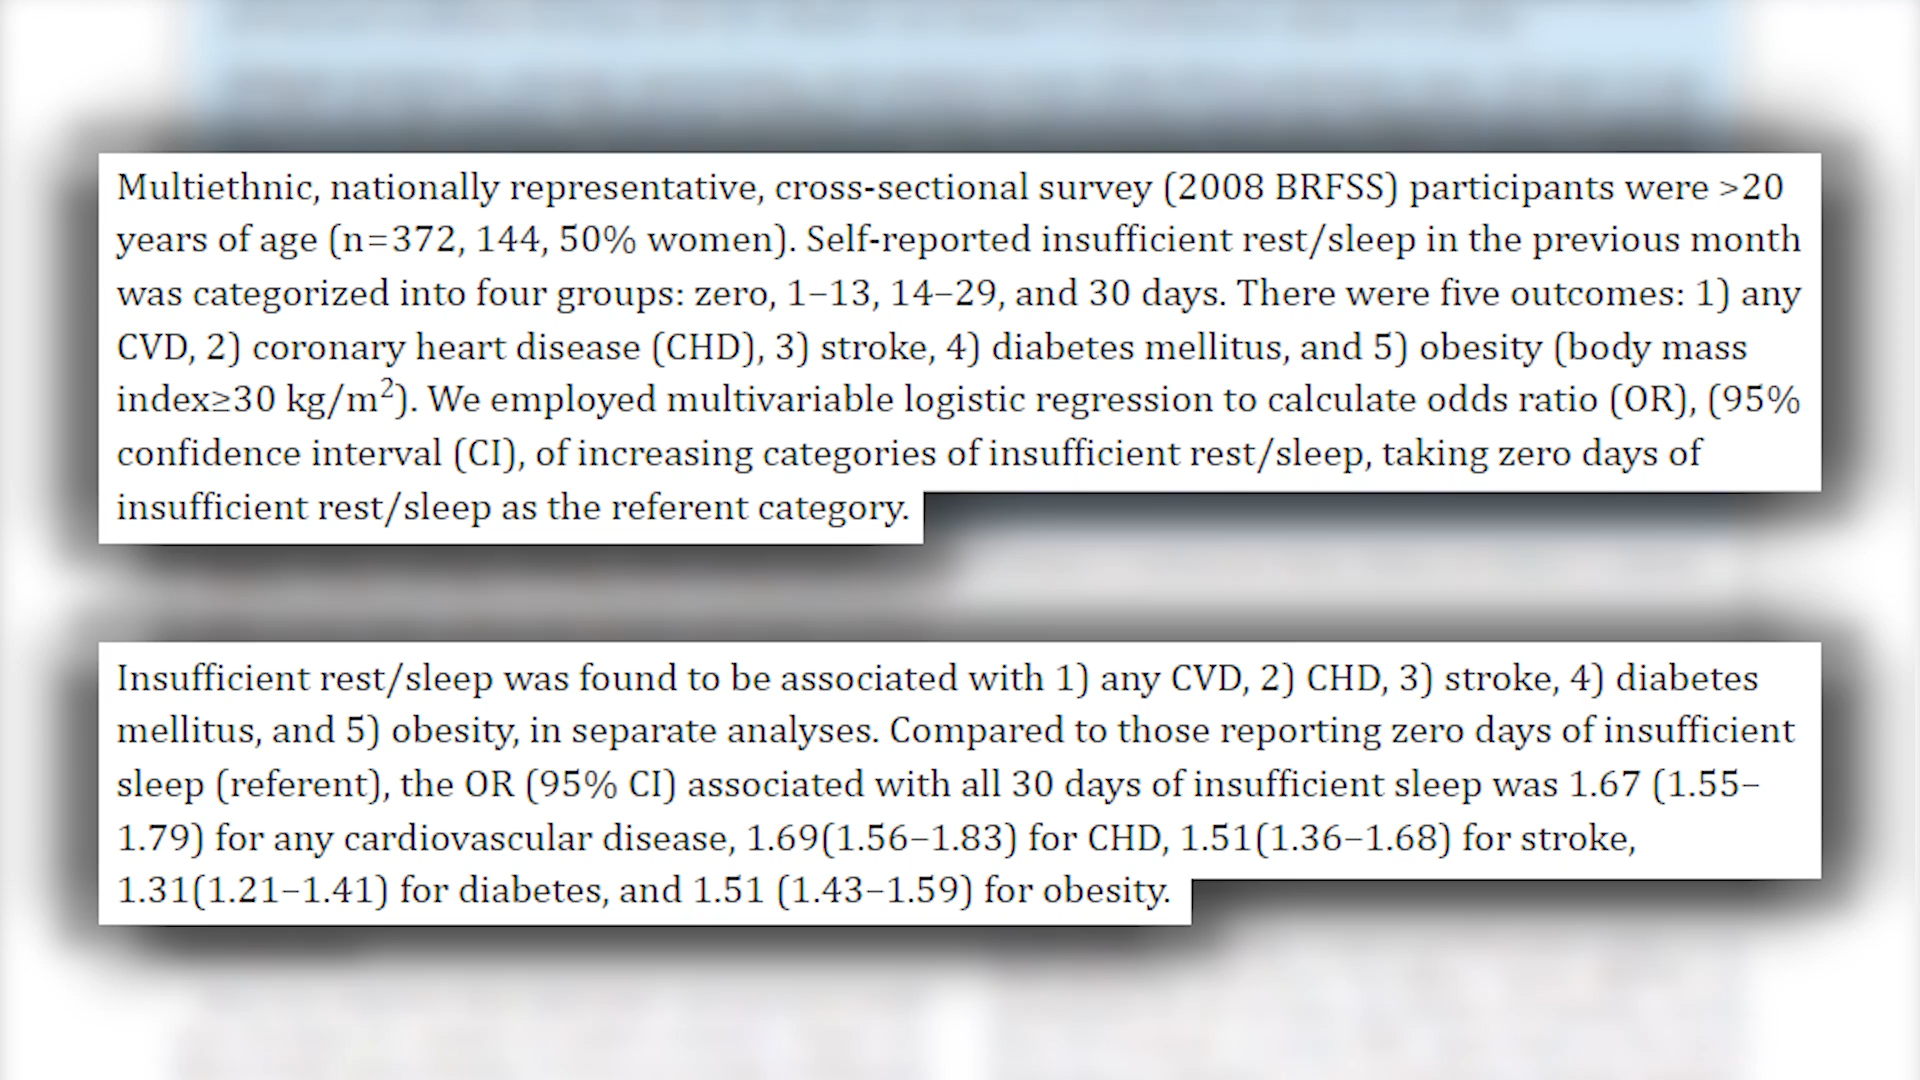 Multiethnic, nationally representative, cross-sectional survey (2008 BRFSS) participants were >20
years of age (n=372, 144, 50% women). Self-reported insufficient rest/sleep in the previous month
was categorized into four groups: zero, 1–13, 14–29, and 30 days. There were five outcomes: 1) any
CVD, 2) coronary heart disease (CHD), 3) stroke, 4) diabetes mellitus, and 5) obesity (body mass
index≥30 kg/m²). We employed multivariable logistic regression to calculate odds ratio (OR), (95%
confidence interval (CI), of increasing categories of insufficient rest/sleep, taking zero days of
insufficient rest/sleep as the referent category.
Insufficient rest/sleep was found to be associated with 1) any CVD, 2) CHD, 3) stroke, 4) diabetes
mellitus, and 5) obesity, in separate analyses. Compared to those reporting zero days of insufficient
sleep (referent), the OR (95% CI) associated with all 30 days of insufficient sleep was 1.67 (1.55–
1.79) for any cardiovascular disease, 1.69(1.56–1.83) for CHD, 1.51(1.36–1.68) for stroke,
1.31(1.21–1.41) for diabetes, and 1.51 (1.43–1.59) for obesity.